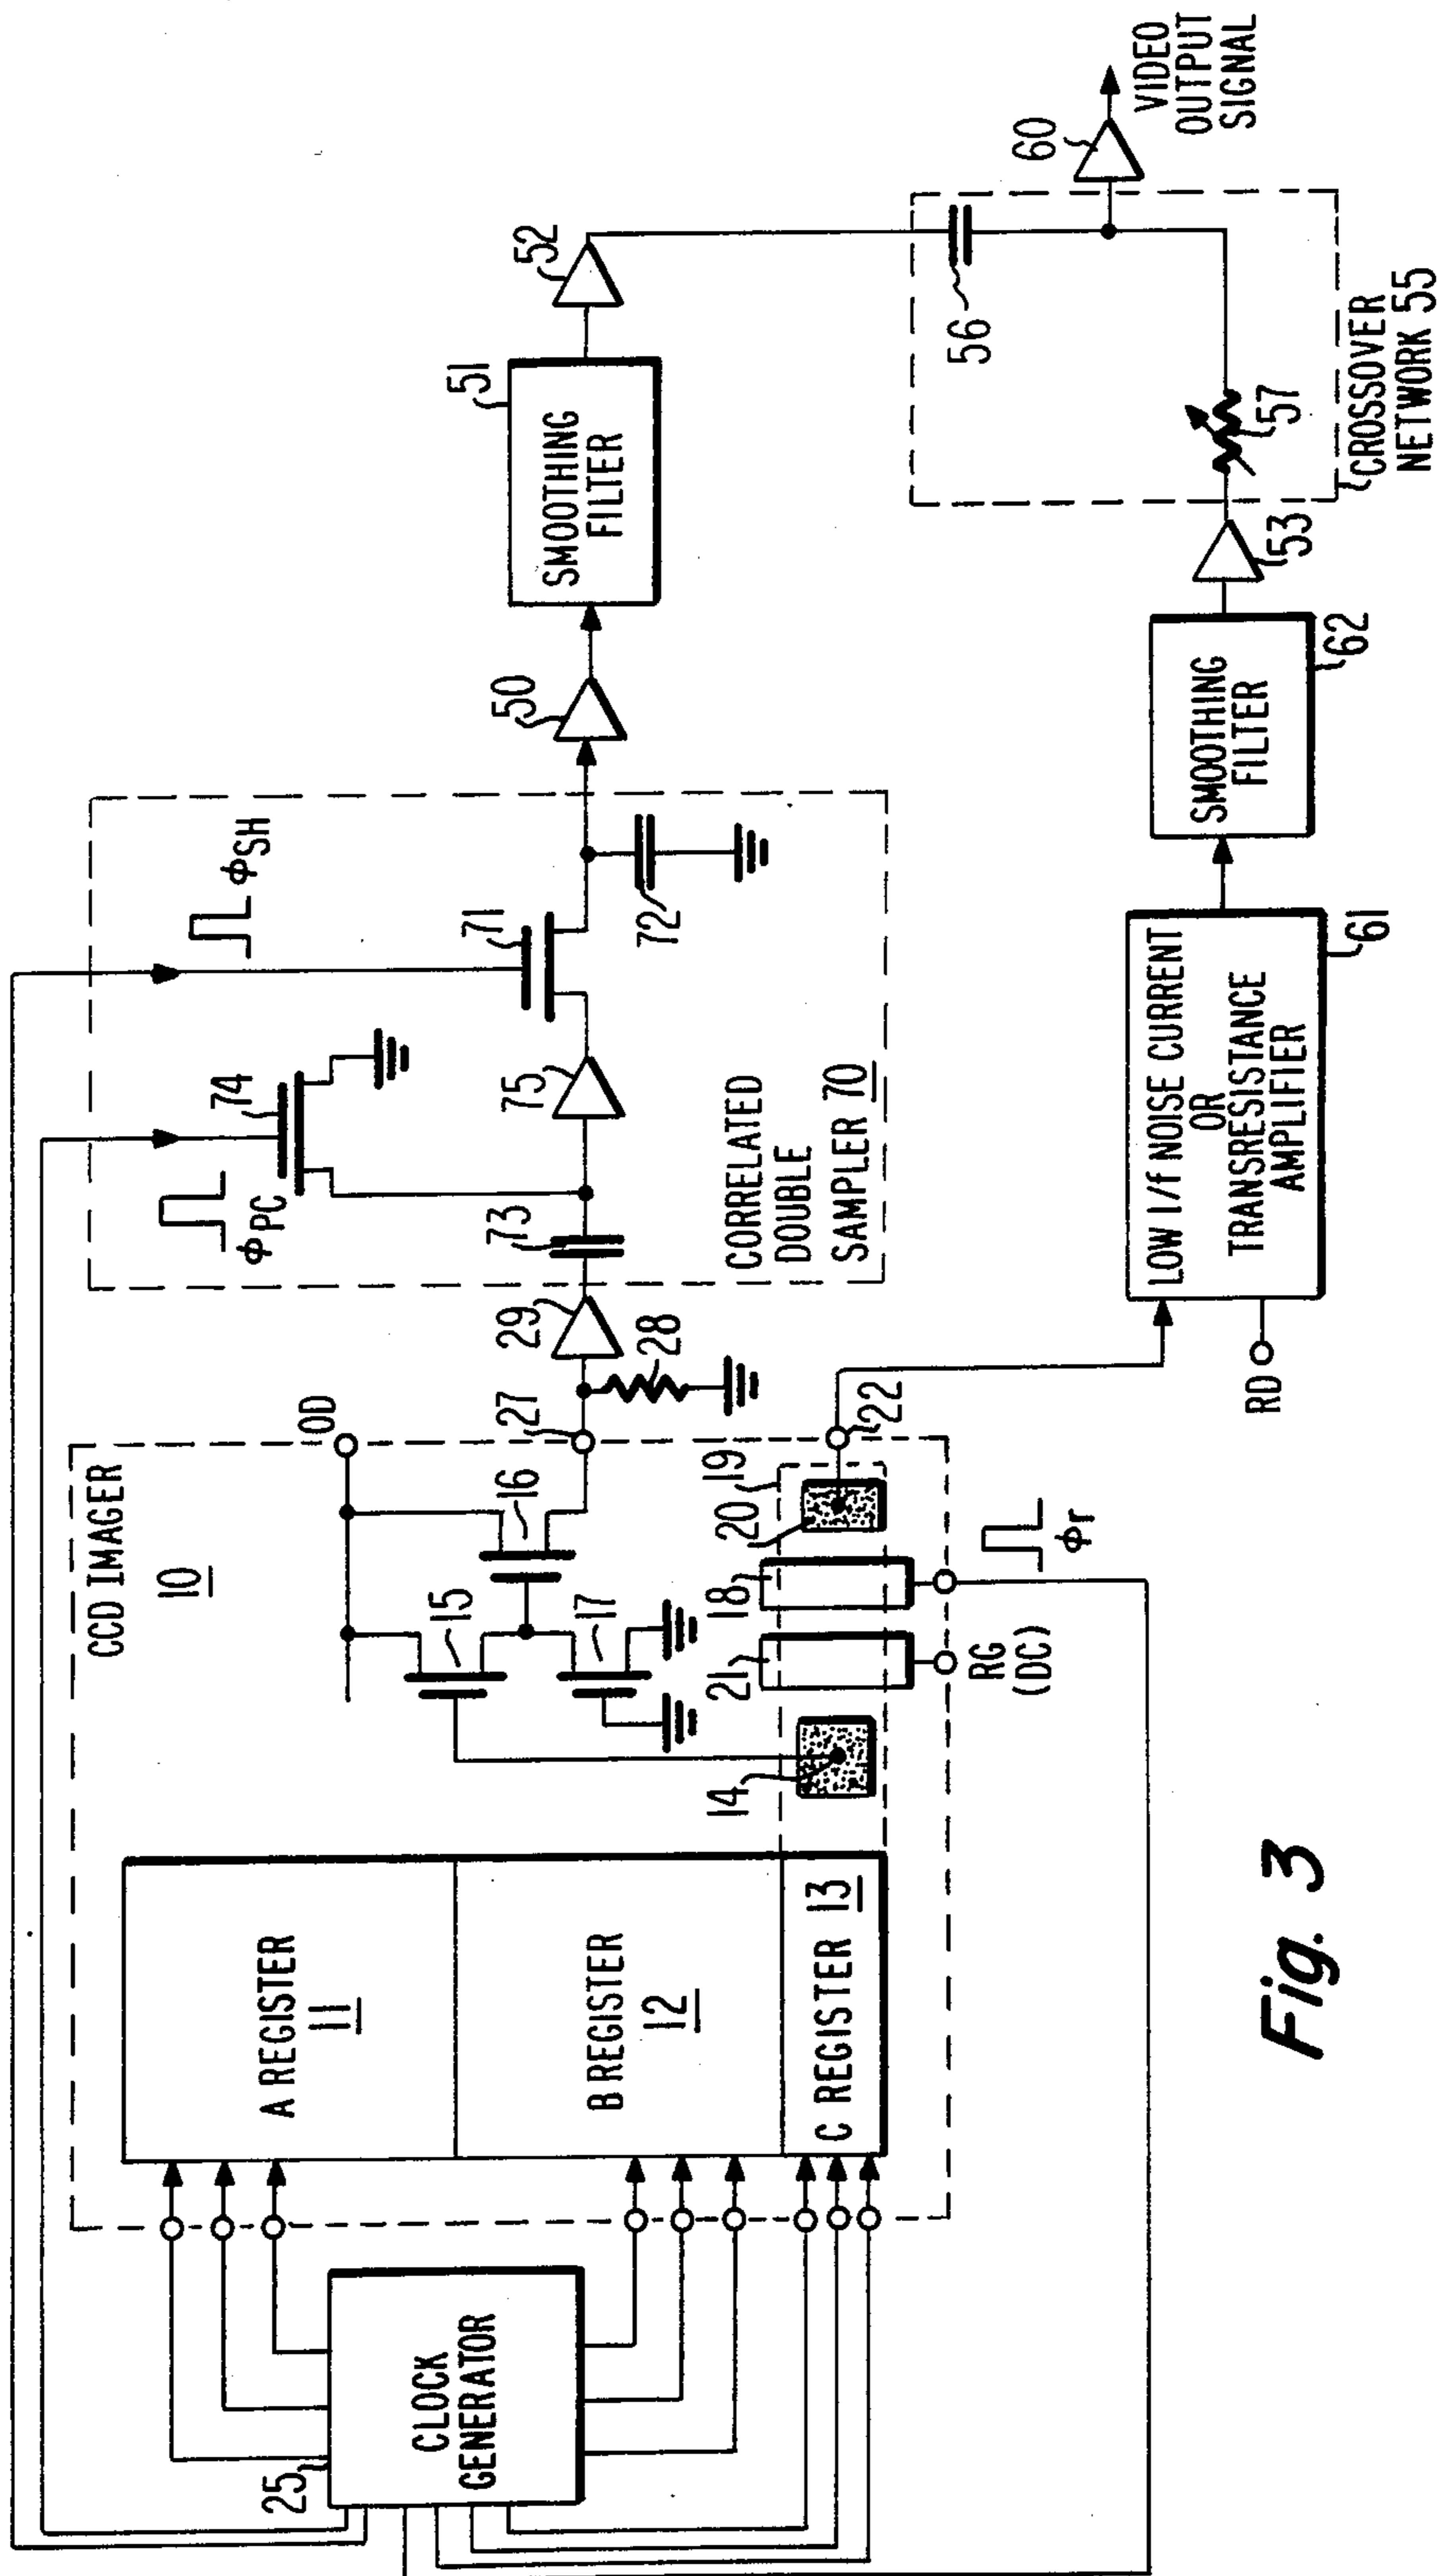 CCD IMAGER
10
A REGISTER
11
B REGISTER
12
C REGISTER 13
25
CLOCK
GENERATOR
OD
15
16
17
27
14
21
18
20
19
22
RG
(DC)
ϕr
29
28
ϕPC
74
ϕSH
73
75
71
72
CORRELATED
DOUBLE
SAMPLER 70
50
51
SMOOTHING
FILTER
52
RD
LOW 1/f NOISE CURRENT
OR
TRANSRESISTANCE
AMPLIFIER
61
SMOOTHING
FILTER
62
53
56
57
CROSSOVER
NETWORK 55
60
VIDEO
OUTPUT
SIGNAL
Fig. 3